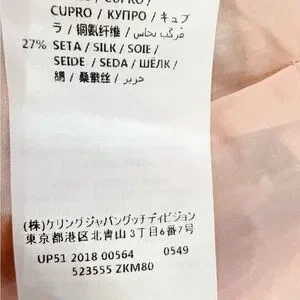 CUPRO / КУПРО / キュプ
ラ / 铜氨纤维 / مركب نحاس
27% SETA / SILK / SOIE /
SEIDE / SEDA / ШЁЛК /
絹 / 桑蚕丝 / حرير
(株)ケリングジャパングッチディビジョン
東京都港区北青山3丁目6番7号
UP51 2018 00564 0549
523555 ZKM80